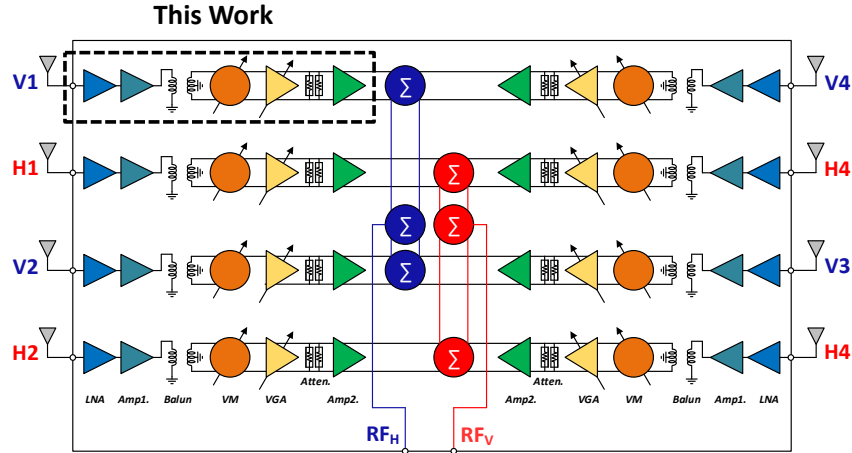 This Work
V1 Σ V4
H1 Σ H4
Σ Σ
V2 Σ V3
H2 Σ H4
Atten. Atten.
LNA Amp1. Balun VM VGA Amp2. Amp2. VGA VM Balun Amp1. LNA
RFH RFV